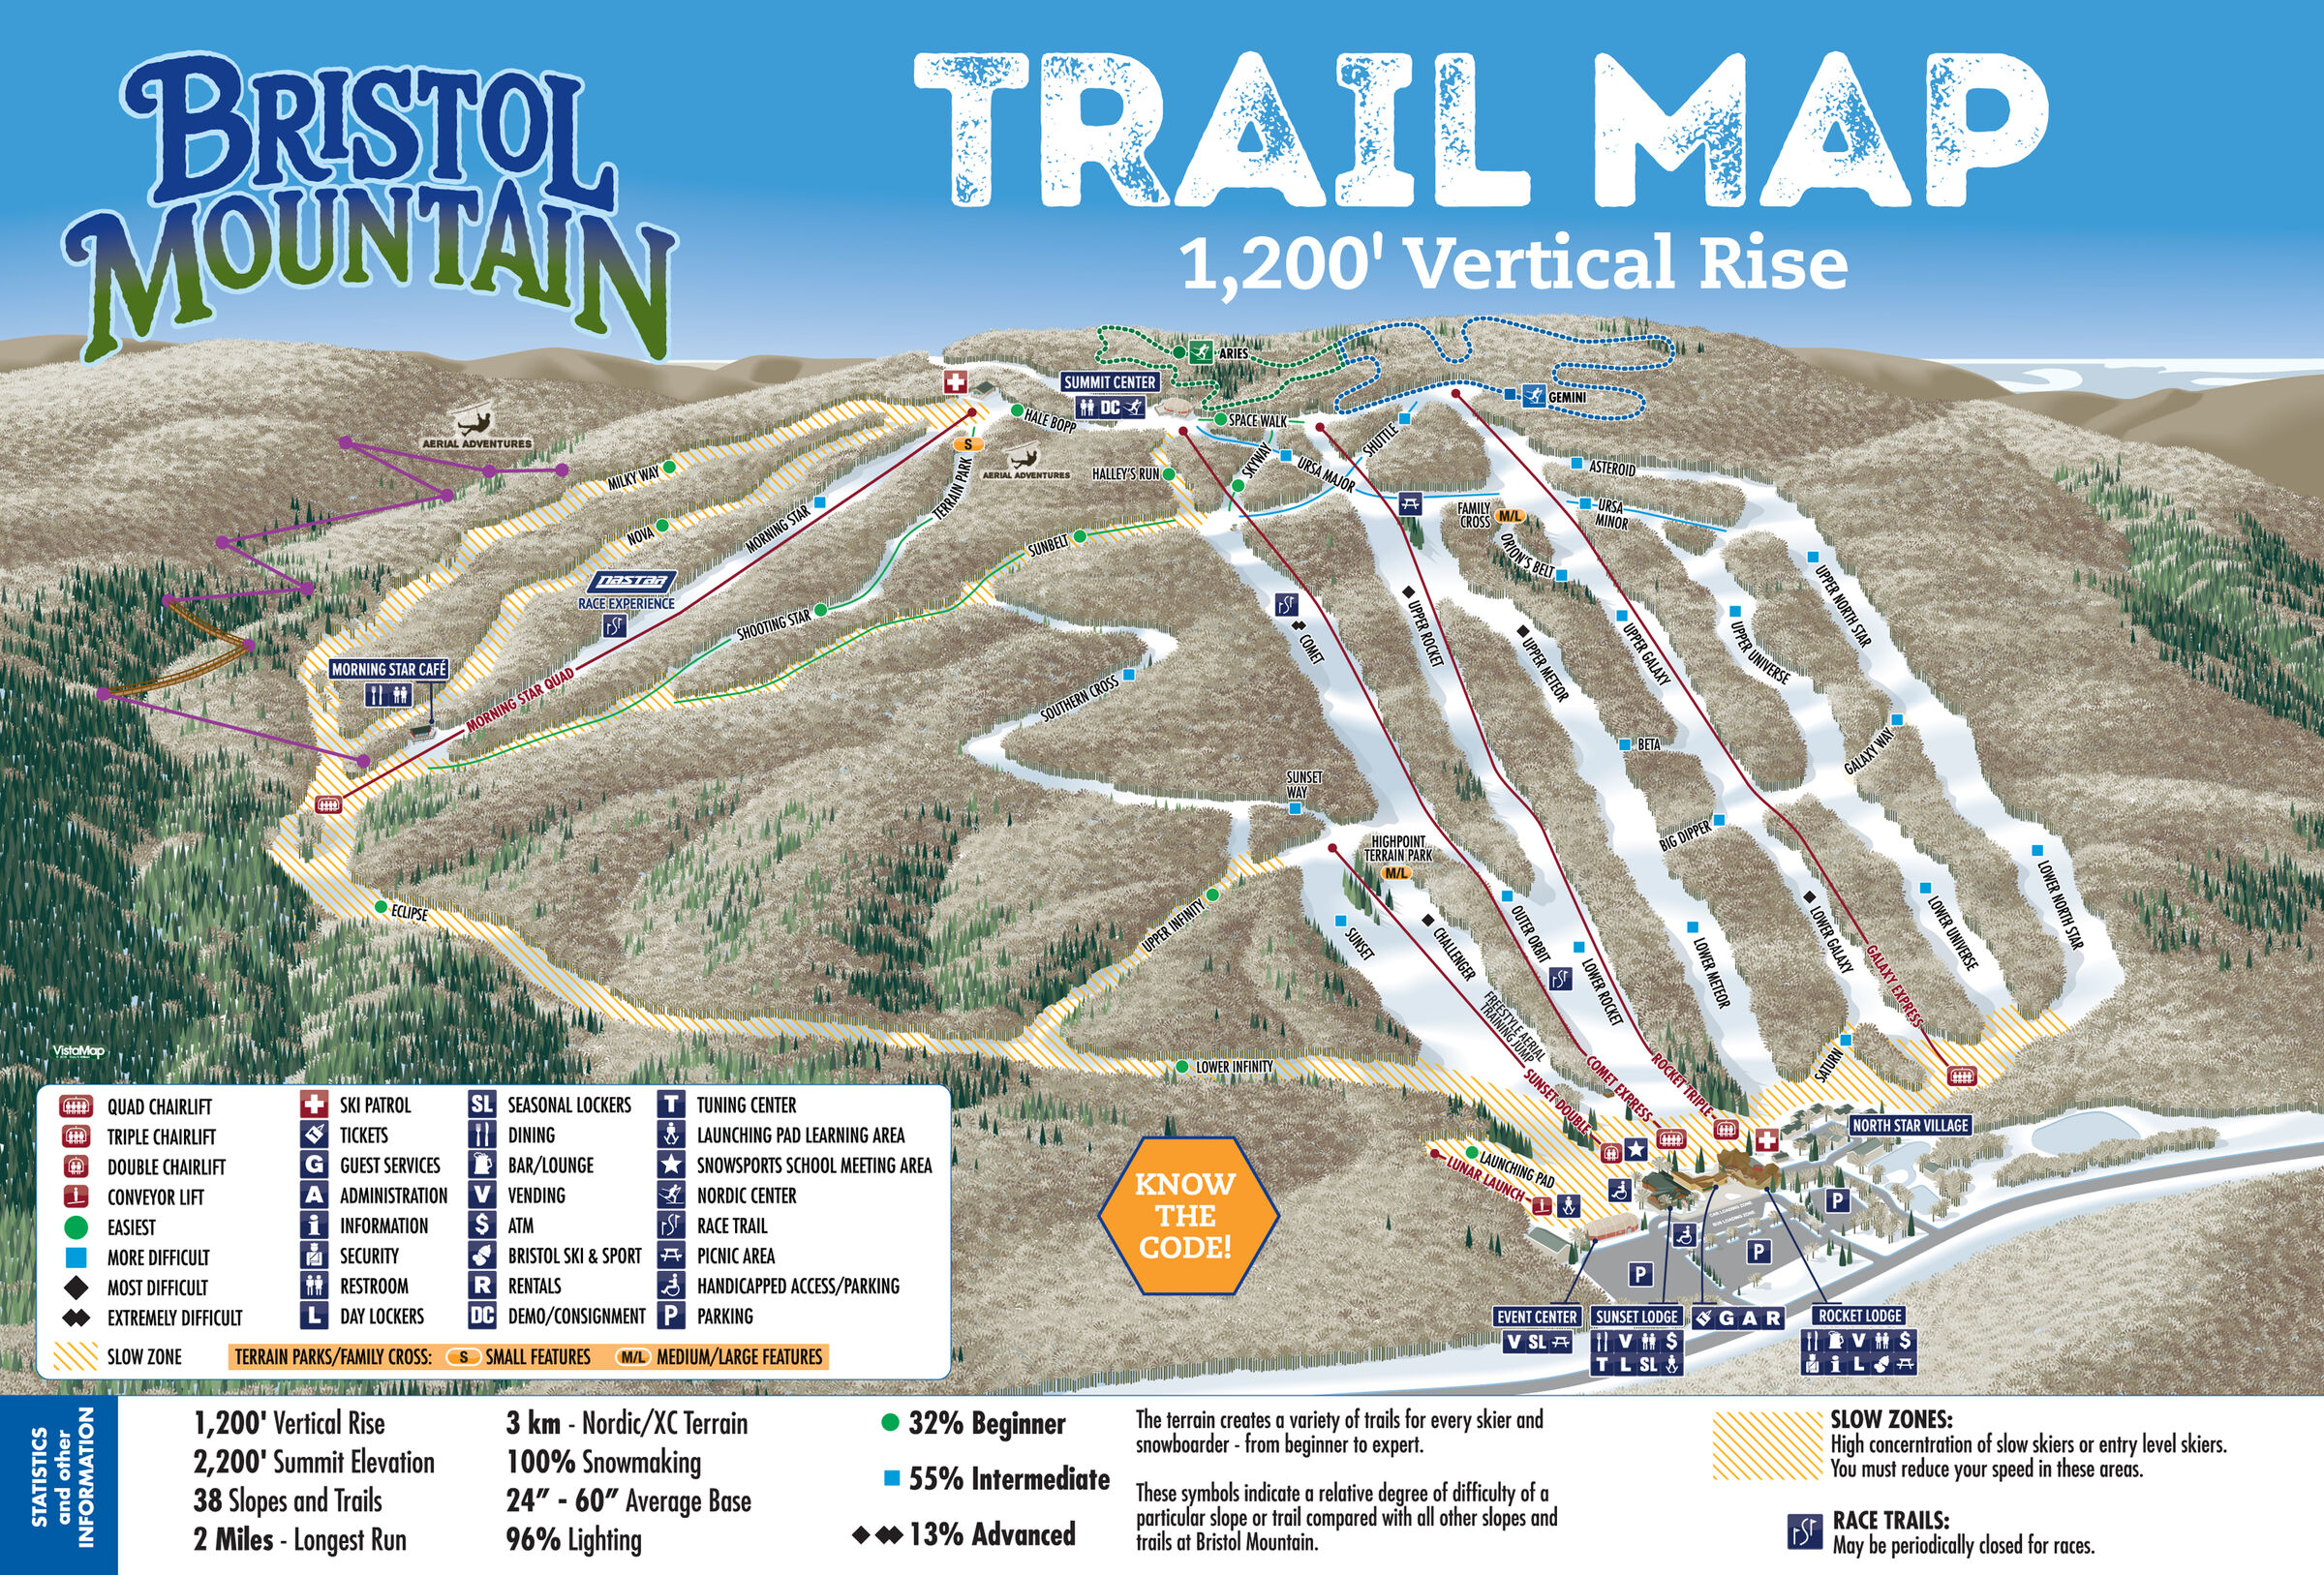 BRISTOL
MOUNTAIN
TRAIL MAP
1,200' Vertical Rise
ARIES
SUMMIT CENTER
DC
GEMINI
HALE BOPP
SPACE WALK
AERIAL ADVENTURES
AERIAL ADVENTURES
S
SHUTTLE
MILKY WAY
HALLEY'S RUN
SKYWAY
URSA MAJOR
ASTEROID
TERRAIN PARK
MORNING STAR
NOVA
FAMILY
CROSS
M/L
URSA
MINOR
SUNBELT
ORION'S BELT
NASTAR
RACE EXPERIENCE
UPPER NORTH STAR
SHOOTING STAR
COMET
UPPER ROCKET
UPPER METEOR
UPPER GALAXY
UPPER UNIVERSE
MORNING STAR CAFÉ
MORNING STAR QUAD
SOUTHERN CROSS
BETA
GALAXY WAY
SUNSET
WAY
BIG DIPPER
HIGHPOINT
TERRAIN PARK
M/L
ECLIPSE
UPPER INFINITY
SUNSET
CHALLENGER
OUTER ORBIT
LOWER ROCKET
LOWER METEOR
LOWER GALAXY
LOWER UNIVERSE
LOWER NORTH STAR
GALAXY EXPRESS
FREESTYLE AERIAL
TRAINING JUMP
LOWER INFINITY
SUNSET DOUBLE
COMET EXPRESS
ROCKET TRIPLE
SATURN
VistaMap
NORTH STAR VILLAGE
LAUNCHING PAD
LUNAR LAUNCH
KNOW
THE
CODE!
CAR LOADING ZONE
BUS LOADING ZONE
P
P
P
EVENT CENTER
V SL
SUNSET LODGE
V $
T L SL
G A R
ROCKET LODGE
V $
i L
QUAD CHAIRLIFT
TRIPLE CHAIRLIFT
DOUBLE CHAIRLIFT
CONVEYOR LIFT
EASIEST
MORE DIFFICULT
MOST DIFFICULT
EXTREMELY DIFFICULT
SKI PATROL
TICKETS
G GUEST SERVICES
A ADMINISTRATION
i INFORMATION
SECURITY
RESTROOM
L DAY LOCKERS
SL SEASONAL LOCKERS
DINING
BAR/LOUNGE
V VENDING
$ ATM
BRISTOL SKI & SPORT
R RENTALS
DC DEMO/CONSIGNMENT
T TUNING CENTER
LAUNCHING PAD LEARNING AREA
SNOWSPORTS SCHOOL MEETING AREA
NORDIC CENTER
RACE TRAIL
PICNIC AREA
HANDICAPPED ACCESS/PARKING
P PARKING
SLOW ZONE
TERRAIN PARKS/FAMILY CROSS: S SMALL FEATURES M/L MEDIUM/LARGE FEATURES
STATISTICS
and other
INFORMATION
1,200' Vertical Rise
2,200' Summit Elevation
38 Slopes and Trails
2 Miles - Longest Run
3 km - Nordic/XC Terrain
100% Snowmaking
24" - 60" Average Base
96% Lighting
32% Beginner
55% Intermediate
13% Advanced
The terrain creates a variety of trails for every skier and
snowboarder - from beginner to expert.
These symbols indicate a relative degree of difficulty of a
particular slope or trail compared with all other slopes and
trails at Bristol Mountain.
SLOW ZONES:
High concerntration of slow skiers or entry level skiers.
You must reduce your speed in these areas.
RACE TRAILS:
May be periodically closed for races.